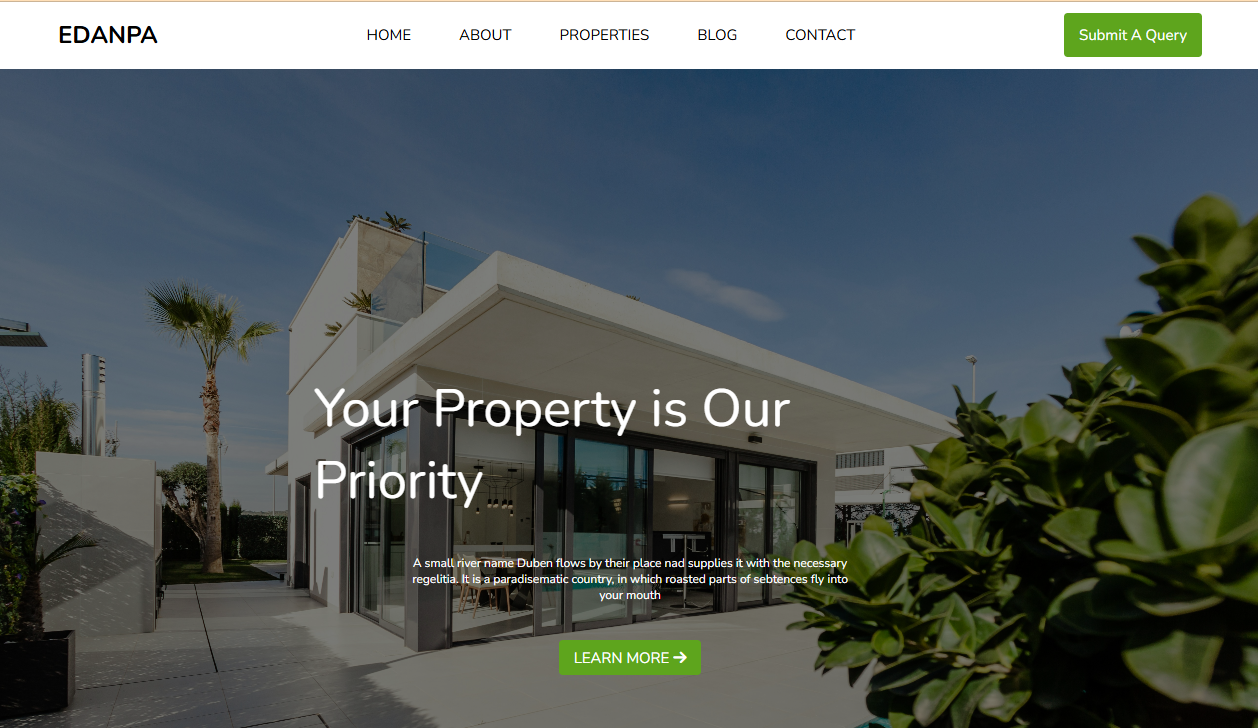 EDANPA
HOME ABOUT PROPERTIES BLOG CONTACT
Submit A Query
Your Property is Our
Priority
A small river name Duben flows by their place nad supplies it with the necessary
regelitia. It is a paradisematic country, in which roasted parts of sebtences fly into
your mouth
LEARN MORE →